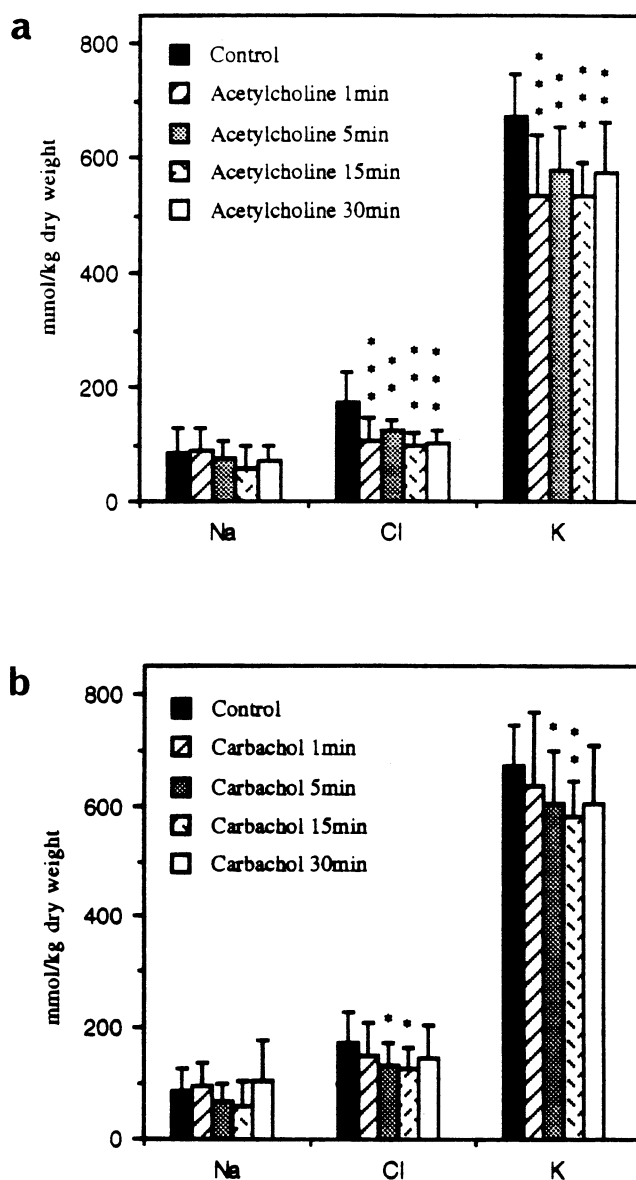 a
800
600
400
200
0
mmol/kg dry weight
Control
Acetylcholine 1min
Acetylcholine 5min
Acetylcholine 15min
Acetylcholine 30min
Na Cl K
b
800
600
400
200
0
mmol/kg dry weight
Control
Carbachol 1min
Carbachol 5min
Carbachol 15min
Carbachol 30min
Na Cl K